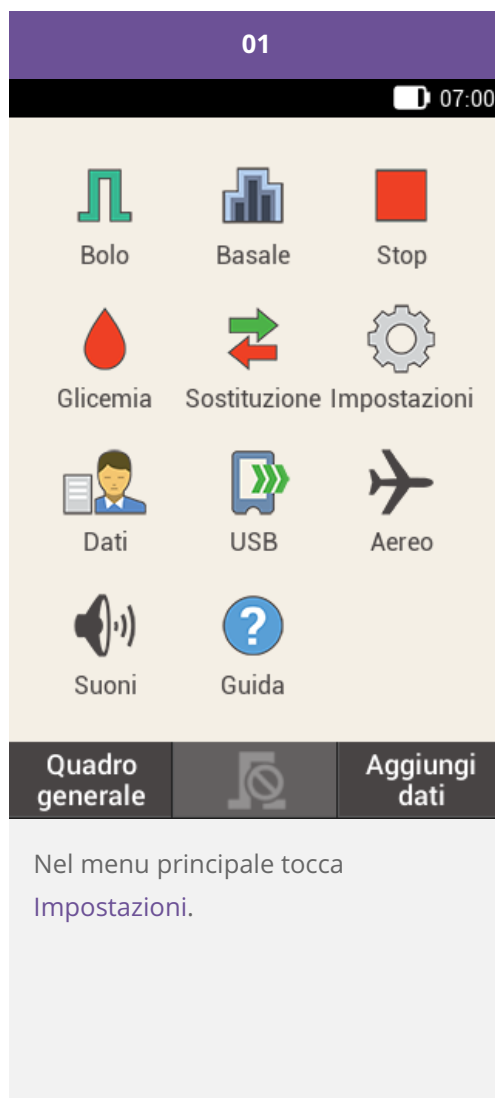 01
07:00
Bolo Basale Stop
Glicemia Sostituzione Impostazioni
Dati USB Aereo
?
Suoni Guida
Quadro Aggiungi
generale dati
Nel menu principale tocca
Impostazioni.